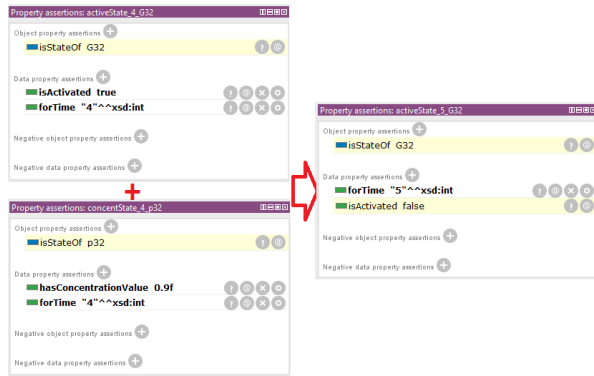 Property assertions: activeState_4_G32
Object property assertions
isStateOf G32
Data property assertions
isActivated true
forTime "4"^^xsd:int
Negative object property assertions
Negative data property assertions
+
Property assertions: concentState_4_p32
Object property assertions
isStateOf p32
Data property assertions
hasConcentrationValue 0.9f
forTime "4"^^xsd:int
Negative object property assertions
Negative data property assertions
Property assertions: activeState_5_G32
Object property assertions
isStateOf G32
Data property assertions
forTime "5"^^xsd:int
isActivated false
Negative object property assertions
Negative data property assertions